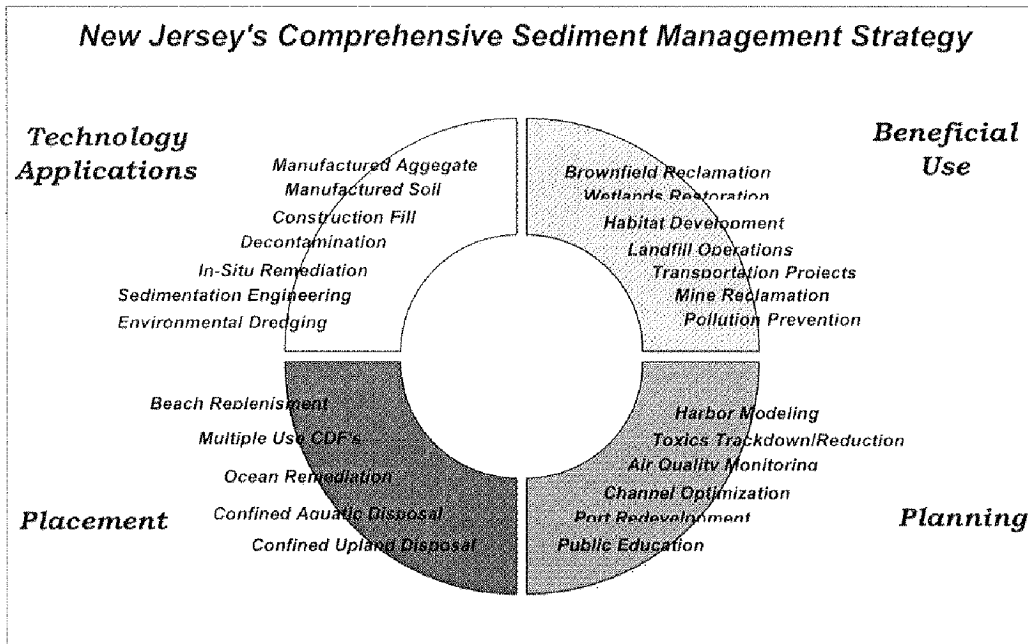 New Jersey's Comprehensive Sediment Management Strategy
Technology
Applications
Manufactured Aggegate
Manufactured Soil
Construction Fill
Decontamination
In-Situ Remediation
Sedimentation Engineering
Environmental Dredging
Beneficial
Use
Brownfield Reclamation
Wetlands Restoration
Habitat Development
Landfill Operations
Transportation Projects
Mine Reclamation
Pollution Prevention
Placement
Beach Replenisment
Multiple Use CDF's
Ocean Remediation
Confined Aquatic Disposal
Confined Upland Disposal
Planning
Harbor Modeling
Toxics Trackdown/Reduction
Air Quality Monitoring
Channel Optimization
Port Redevelopment
Public Education